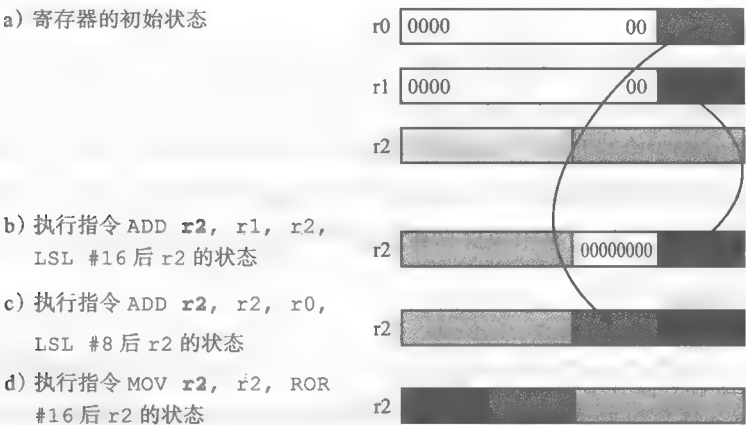 a) 寄存器的初始状态
r0 0000 00
r1 0000 00
r2
b) 执行指令 ADD r2, r1, r2,
LSL #16 后 r2 的状态
r2 00000000
c) 执行指令 ADD r2, r2, r0,
LSL #8 后 r2 的状态
r2
d) 执行指令 MOV r2, r2, ROR
#16 后 r2 的状态
r2